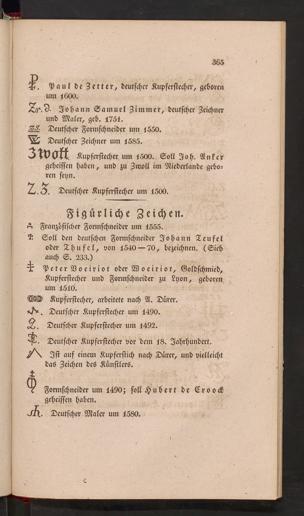 365
P. Paul de Zetter, deutscher Kupferstecher, geboren
um 1600.
Zr. J. Johann Samuel Zimmer, deutscher Zeichner
und Maler, geb. 1751.
Deutscher Formschneider um 1550.
Deutscher Zeichner um 1585.
Zwott Kupferstecher um 1500. Soll Joh. Anker
geheissen haben, und zu Zwoll im Niederlande gebo-
ren seyn.
Z. Z. Deutscher Kupferstecher um 1500.
Figürliche Zeichen.
Französischer Formschneider um 1555.
Soll den deutschen Formschneider Johann Teufel
oder Thufel, von 1540–70, bezeichnen. (Sieh
auch S. 233.)
Peter Voeiriot oder Woeiriot, Goldschmid,
Kupferstecher und Formschneider zu Lyon, geboren
um 1510.
Kupferstecher, arbeitete nach A. Dürer.
Deutscher Kupferstecher um 1490.
Deutscher Kupferstecher um 1492.
Deutscher Kupferstecher vor dem 18. Jahrhundert.
Ist auf einem Kupferstich nach Dürer, und vielleicht
das Zeichen des Künstlers.
Formschneider um 1490; soll Hubert de Croock
geheissen haben.
Deutscher Maler um 1580.